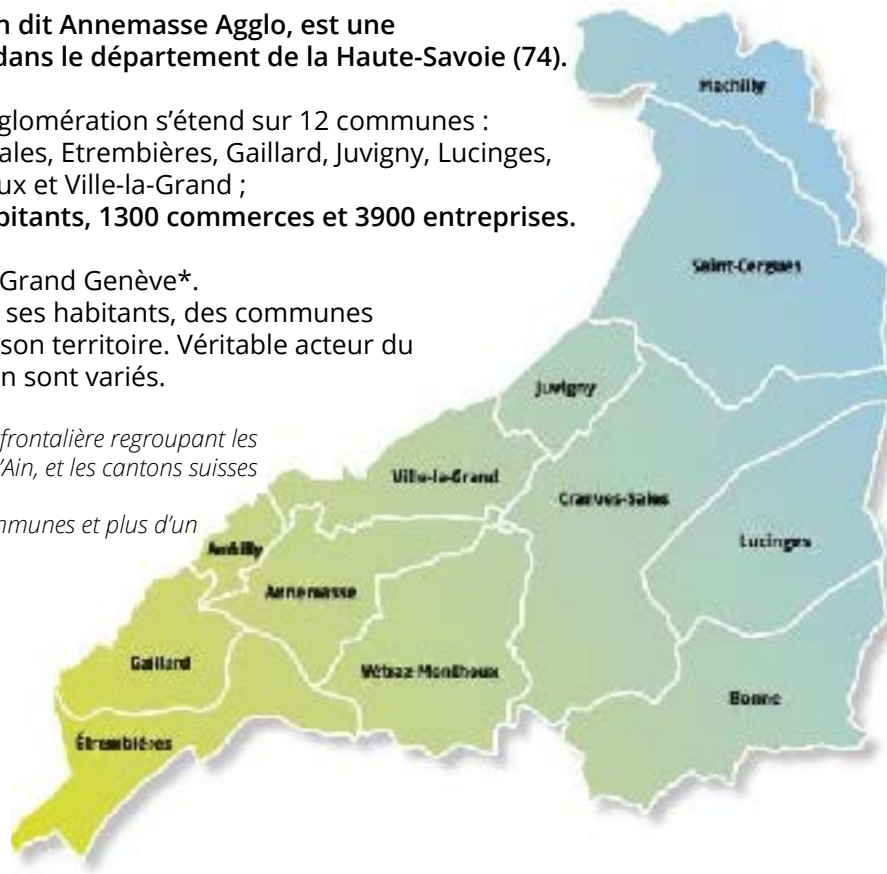 n dit Annemasse Agglo, est une
dans le département de la Haute-Savoie (74).
glomération s’étend sur 12 communes :
ales, Etrembières, Gaillard, Juvigny, Lucinges,
ux et Ville-la-Grand ;
bitants, 1300 commerces et 3900 entreprises.
Grand Genève*.
ses habitants, des communes
son territoire. Véritable acteur du
n sont variés.
frontalière regroupant les
’Ain, et les cantons suisses
mmunes et plus d’un
Machilly
Saint-Cergues
Juvigny
Ville-la-Grand
Cranves-Sales
Ambilly
Lucinges
Annemasse
Gaillard
Vétraz-Monthoux
Bonne
Étrembières